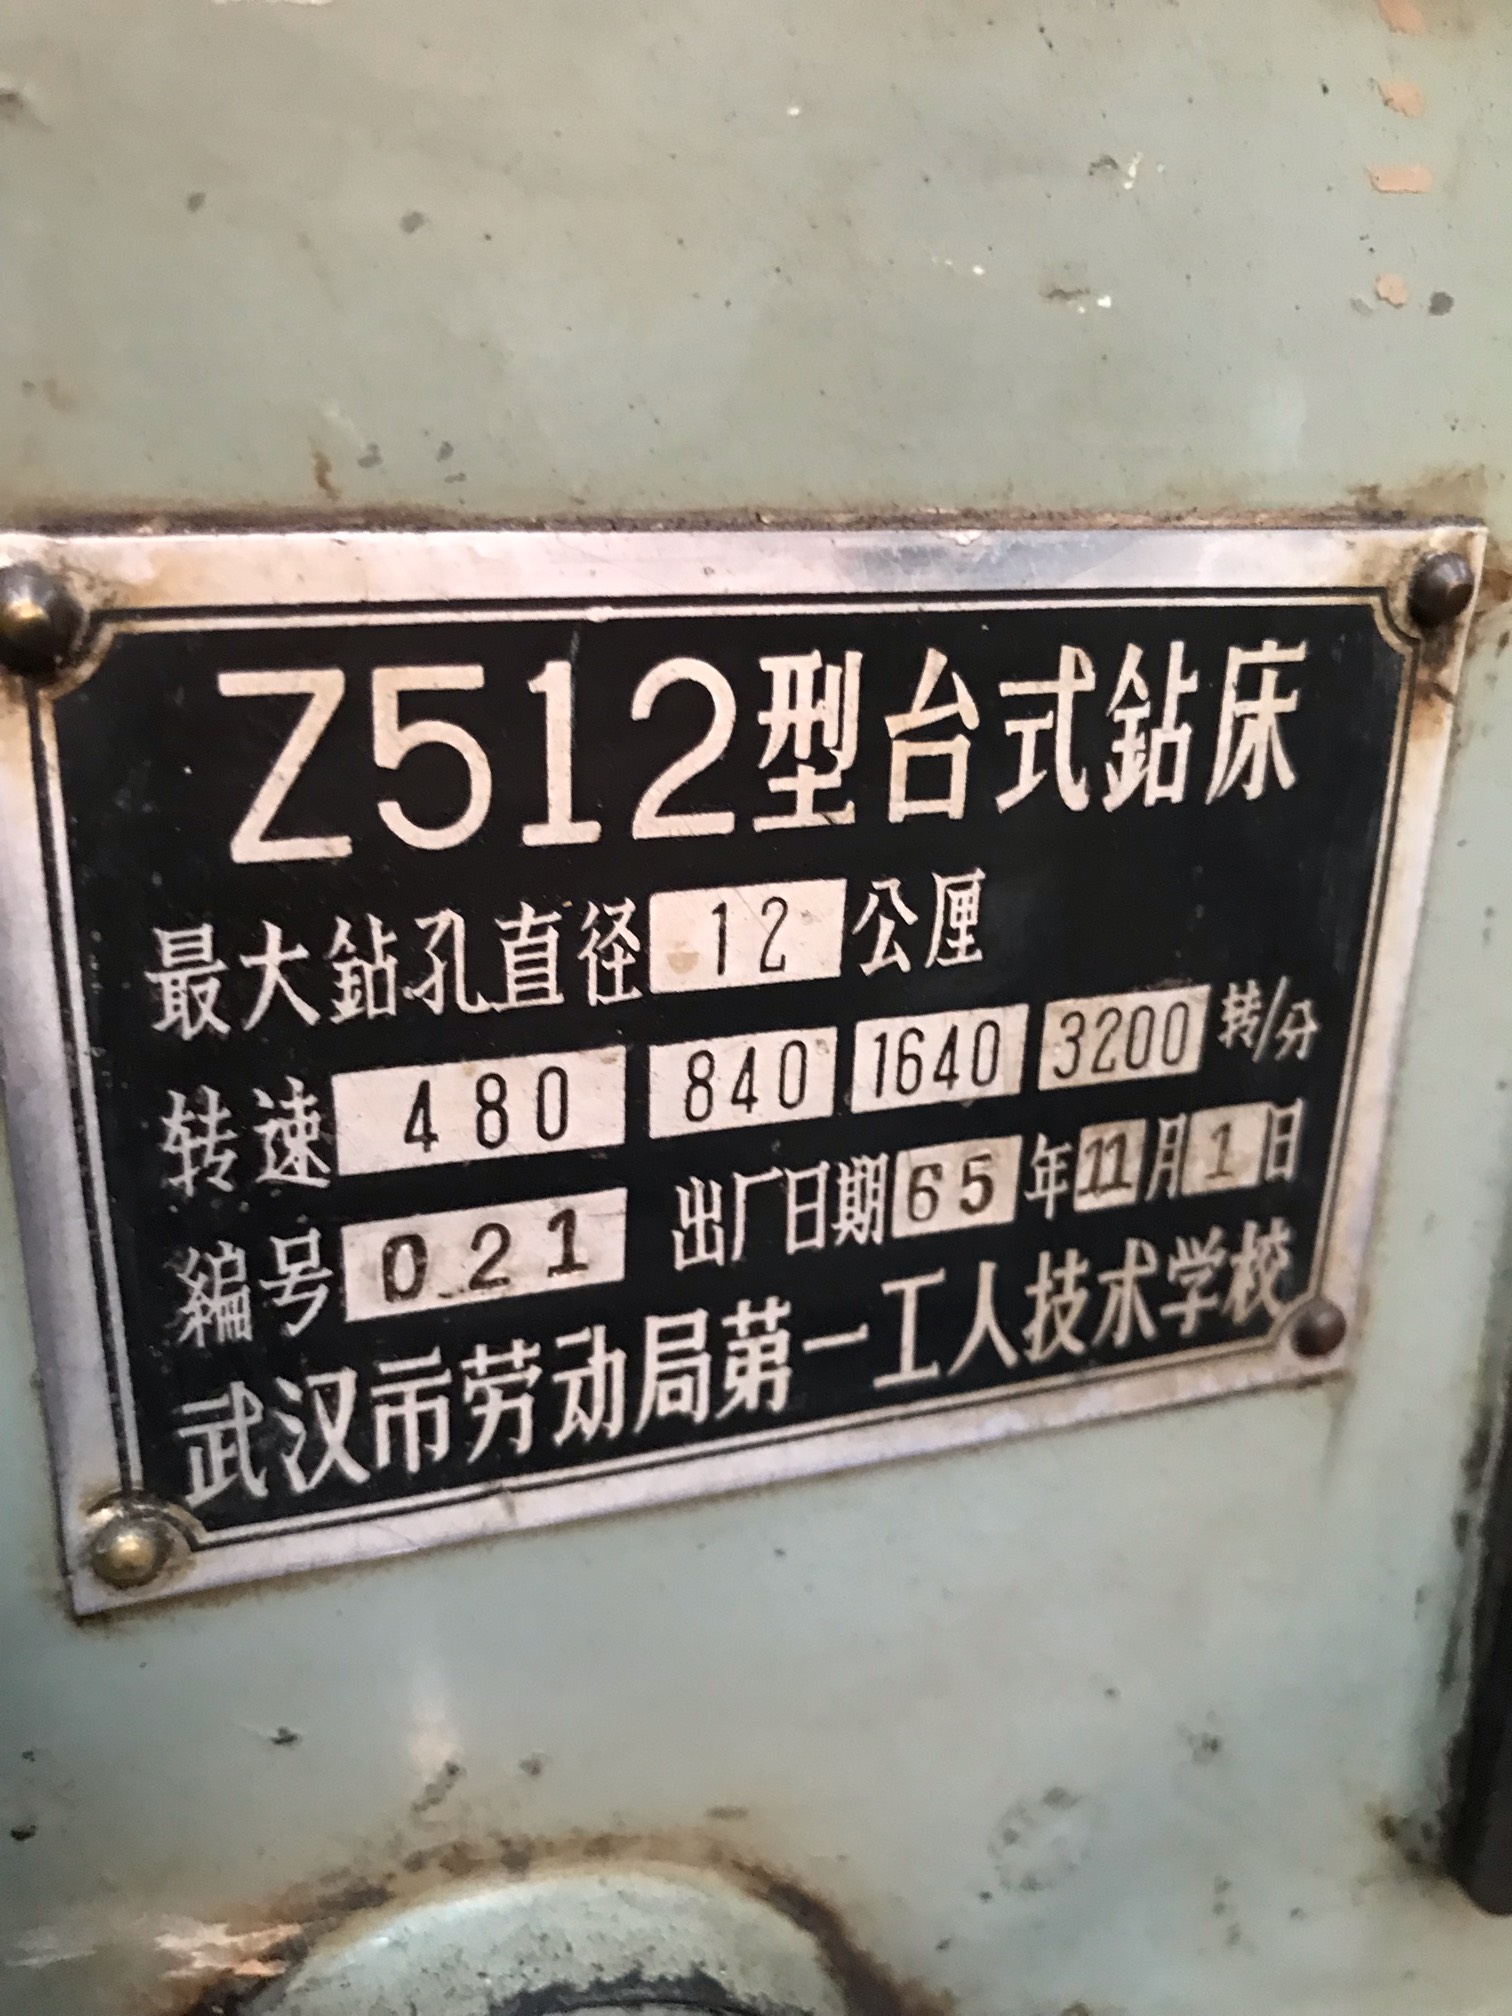 Z512型台式鉆床
最大鉆孔直径 12 公厘
转速 480 840 1640 3200 转/分
编号 021 出厂日期 65 年 11 月 1 日
武汉市劳动局第一工人技术学校